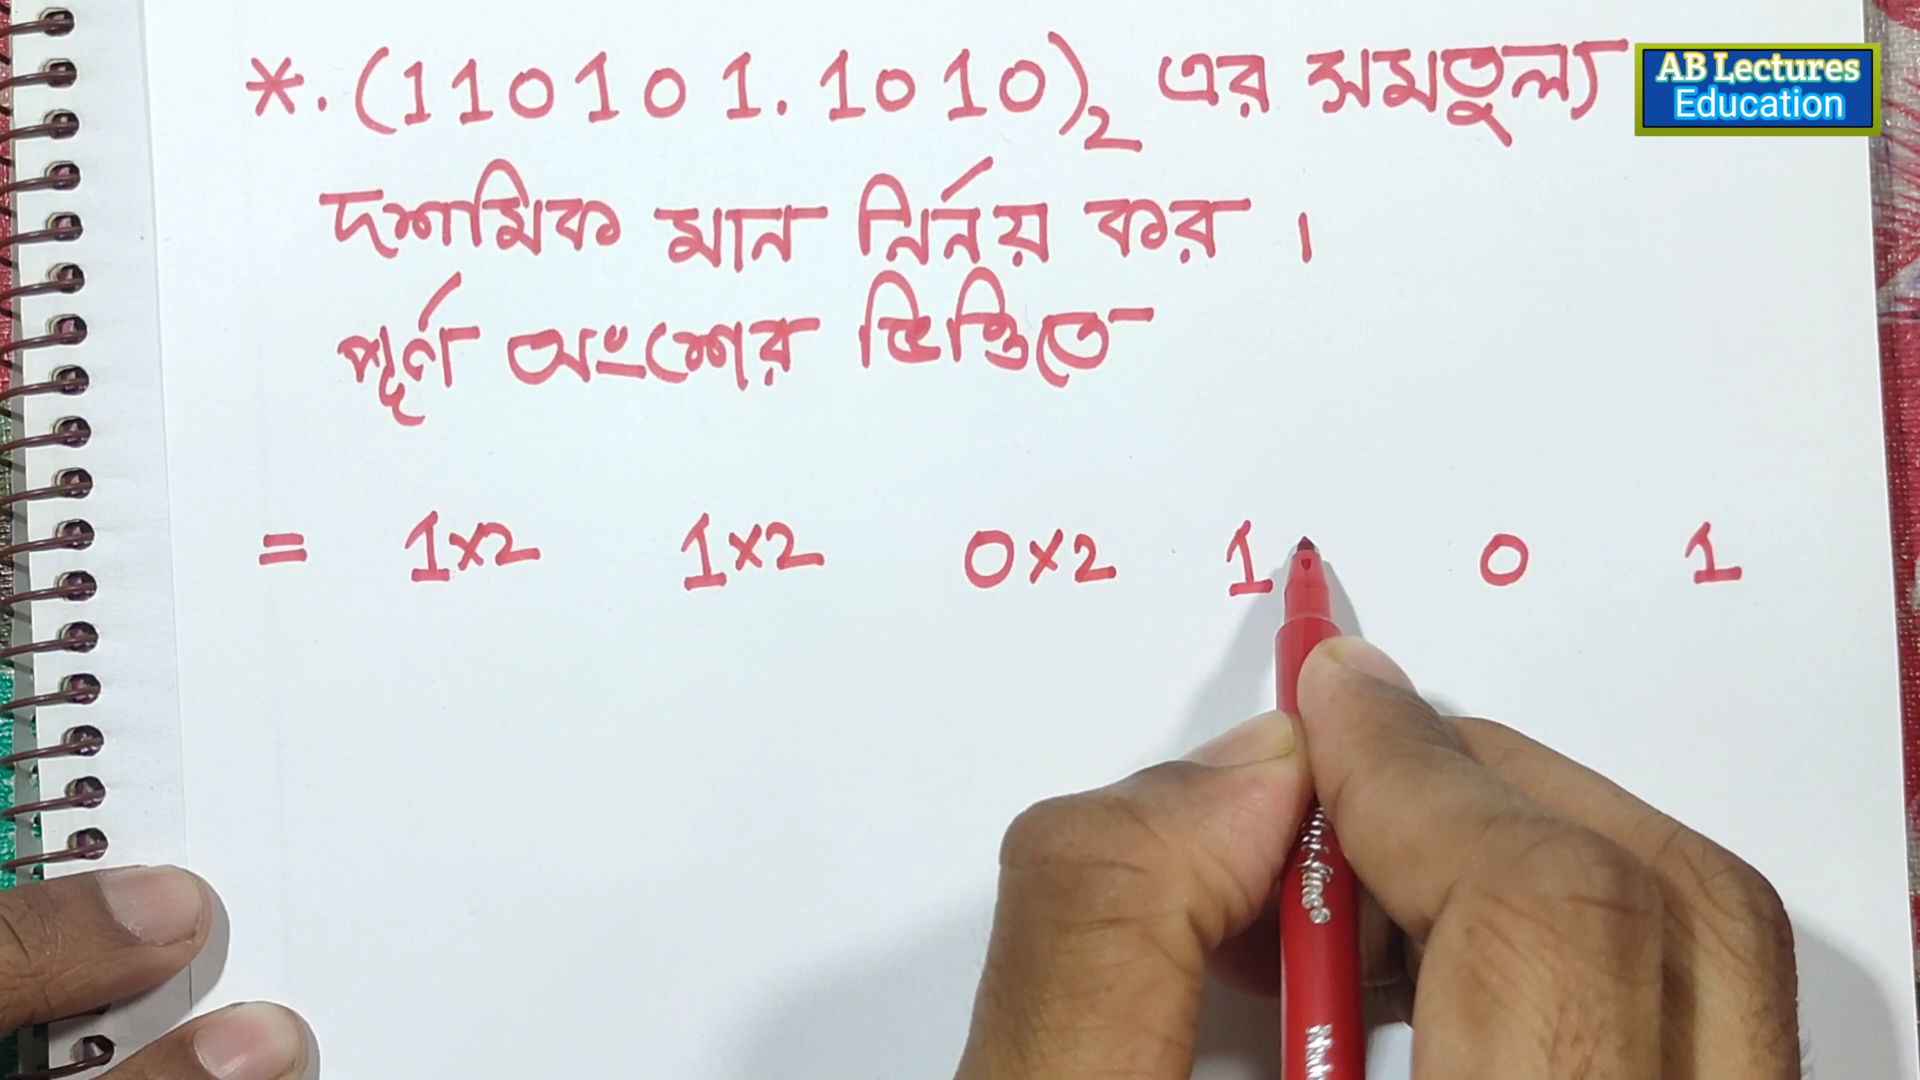 *. (110101.1010)₂ এর সমতুল্য
দশমিক মান নির্নয় কর ।
পূর্ণ অংশের ভিত্তিতে
= 1×2 1×2 0×2 1 0 1
AB Lectures
Education